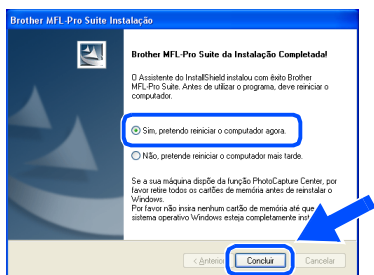 Brother MFL-Pro Suite Instalação
Brother MFL-Pro Suite da Instalação Completada!
O Assistente do InstallShield instalou com êxito Brother
MFL-Pro Suite. Antes de utilizar o programa, deve reiniciar o
computador.
Sim, pretendo reiniciar o computador agora.
Não, pretende reiniciar o computador mais tarde.
Se a sua máquina dispõe da função PhotoCapture Center, por
favor retire todos os cartões de memória antes de reinstalar o
Windows.
Por favor não insira nenhum cartão de memória até que
sistema operativo Windows esteja completamente
< Anterior
Concluir
Cancelar